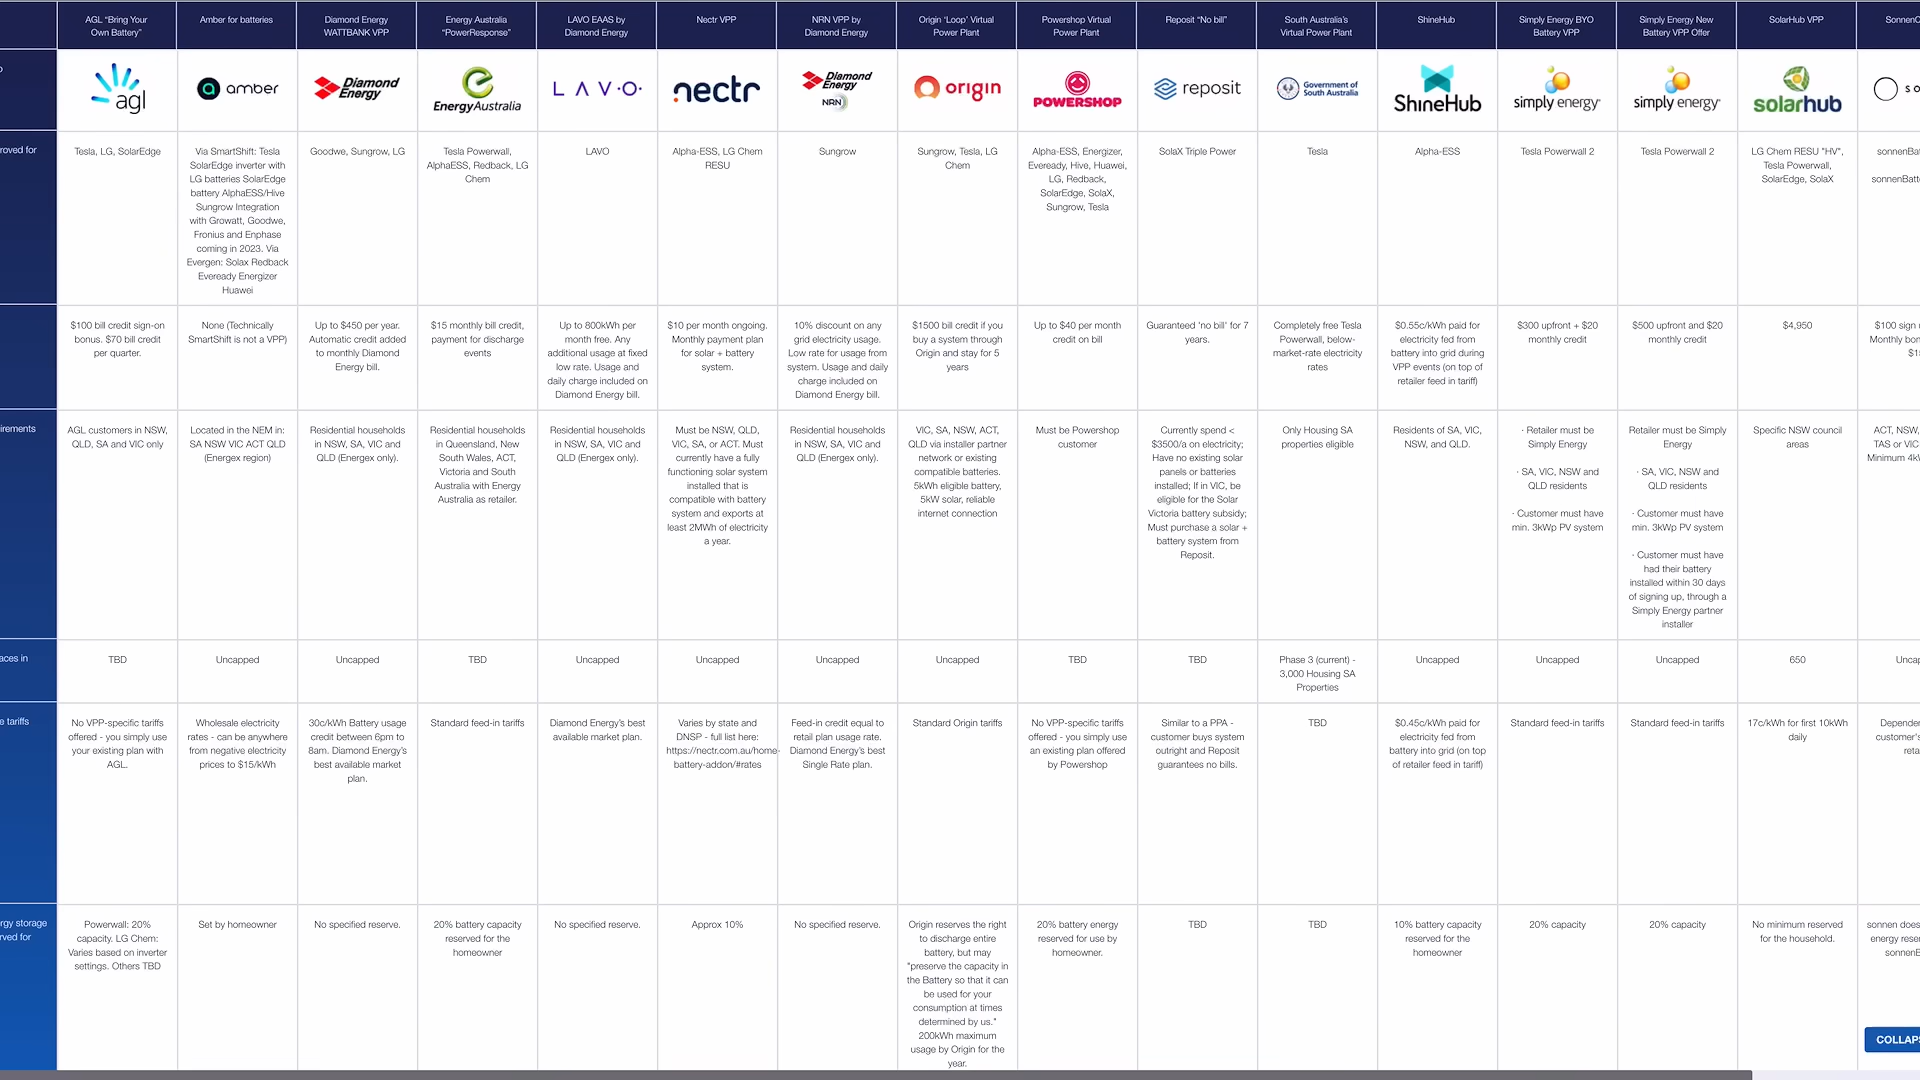 AGL “Bring Your
Own Battery”
Amber for batteries
Diamond Energy
WATTBANK VPP
Energy Australia
“PowerResponse”
LAVO EAAS by
Diamond Energy
Nectr VPP
NRN VPP by
Diamond Energy
Origin ‘Loop’ Virtual
Power Plant
Powershop Virtual
Power Plant
Reposit “No bill”
South Australia’s
Virtual Power Plant
ShineHub
Simply Energy BYO
Battery VPP
Simply Energy New
Battery VPP Offer
SolarHub VPP
SonnenC
o
agl
amber
Diamond
Energy
EnergyAustralia
LAVO
nectr
Diamond
Energy
NRN
origin
POWERSHOP
reposit
Government of
South Australia
ShineHub
simply energy
simply energy
solarhub
so
roved for
Tesla, LG, SolarEdge
Via SmartShift: Tesla
SolarEdge inverter with
LG batteries SolarEdge
battery AlphaESS/Hive
Sungrow Integration
with Growatt, Goodwe,
Fronius and Enphase
coming in 2023. Via
Evergen: Solax Redback
Eveready Energizer
Huawei
Goodwe, Sungrow, LG
Tesla Powerwall,
AlphaESS, Redback, LG
Chem
LAVO
Alpha-ESS, LG Chem
RESU
Sungrow
Sungrow, Tesla, LG
Chem
Alpha-ESS, Energizer,
Eveready, Hive, Huawei,
LG, Redback,
SolarEdge, SolaX,
Sungrow, Tesla
SolaX Triple Power
Tesla
Alpha-ESS
Tesla Powerwall 2
Tesla Powerwall 2
LG Chem RESU "HV",
Tesla Powerwall,
SolarEdge, SolaX
sonnenBat
sonnenBatt
$100 bill credit sign-on
bonus. $70 bill credit
per quarter.
None (Technically
SmartShift is not a VPP)
Up to $450 per year.
Automatic credit added
to monthly Diamond
Energy bill.
$15 monthly bill credit,
payment for discharge
events
Up to 800kWh per
month free. Any
additional usage at fixed
low rate. Usage and
daily charge included on
Diamond Energy bill.
$10 per month ongoing.
Monthly payment plan
for solar + battery
system.
10% discount on any
grid electricity usage.
Low rate for usage from
system. Usage and daily
charge included on
Diamond Energy bill.
$1500 bill credit if you
buy a system through
Origin and stay for 5
years
Up to $40 per month
credit on bill
Guaranteed ‘no bill’ for 7
years.
Completely free Tesla
Powerwall, below-
market-rate electricity
rates
$0.55c/kWh paid for
electricity fed from
battery into grid during
VPP events (on top of
retailer feed in tariff)
$300 upfront + $20
monthly credit
$500 upfront and $20
monthly credit
$4,950
$100 sign
Monthly bon
$1
irements
AGL customers in NSW,
QLD, SA and VIC only
Located in the NEM in:
SA NSW VIC ACT QLD
(Energex region)
Residential households
in NSW, SA, VIC and
QLD (Energex only).
Residential households
in Queensland, New
South Wales, ACT,
Victoria and South
Australia with Energy
Australia as retailer.
Residential households
in NSW, SA, VIC and
QLD (Energex only).
Must be NSW, QLD,
VIC, SA, or ACT. Must
currently have a fully
functioning solar system
installed that is
compatible with battery
system and exports at
least 2MWh of electricity
a year.
Residential households
in NSW, SA, VIC and
QLD (Energex only).
VIC, SA, NSW, ACT,
QLD via installer partner
network or existing
compatible batteries.
5kWh eligible battery,
5kW solar, reliable
internet connection
Must be Powershop
customer
Currently spend <
$3500/a on electricity;
Have no existing solar
panels or batteries
installed; If in VIC, be
eligible for the Solar
Victoria battery subsidy;
Must purchase a solar +
battery system from
Reposit.
Only Housing SA
properties eligible
Residents of SA, VIC,
NSW, and QLD.
· Retailer must be
Simply Energy
· SA, VIC, NSW and
QLD residents
· Customer must have
min. 3kWp PV system
Retailer must be Simply
Energy
· SA, VIC, NSW and
QLD residents
· Customer must have
min. 3kWp PV system
· Customer must have
had their battery
installed within 30 days
of signing up, through a
Simply Energy partner
installer
Specific NSW council
areas
ACT, NSW,
TAS or VIC
Minimum 4kW
aces in
TBD
Uncapped
Uncapped
TBD
Uncapped
Uncapped
Uncapped
Uncapped
TBD
TBD
Phase 3 (current) -
3,000 Housing SA
Properties
Uncapped
Uncapped
Uncapped
650
Uncap
e tariffs
No VPP-specific tariffs
offered - you simply use
your existing plan with
AGL.
Wholesale electricity
rates - can be anywhere
from negative electricity
prices to $15/kWh
30c/kWh Battery usage
credit between 6pm to
8am. Diamond Energy’s
best available market
plan.
Standard feed-in tariffs
Diamond Energy’s best
available market plan.
Varies by state and
DNSP - full list here:
https://nectr.com.au/home-
battery-addon/#rates
Feed-in credit equal to
retail plan usage rate.
Diamond Energy’s best
Single Rate plan.
Standard Origin tariffs
No VPP-specific tariffs
offered - you simply use
an existing plan offered
by Powershop
Similar to a PPA -
customer buys system
outright and Reposit
guarantees no bills.
TBD
$0.45c/kWh paid for
electricity fed from
battery into grid (on top
of retailer feed in tariff)
Standard feed-in tariffs
Standard feed-in tariffs
17c/kWh for first 10kWh
daily
Depende
customer's
reta
rgy storage
rved for
Powerwall: 20%
capacity. LG Chem:
Varies based on inverter
settings. Others TBD
Set by homeowner
No specified reserve.
20% battery capacity
reserved for the
homeowner
No specified reserve.
Approx 10%
No specified reserve.
Origin reserves the right
to discharge entire
battery, but may
"preserve the capacity in
the Battery so that it can
be used for your
consumption at times
determined by us."
200kWh maximum
usage by Origin for the
year.
20% battery energy
reserved for use by
homeowner.
TBD
TBD
10% battery capacity
reserved for the
homeowner
20% capacity
20% capacity
No minimum reserved
for the household.
sonnen does
energy reser
sonnenB
COLLAPS